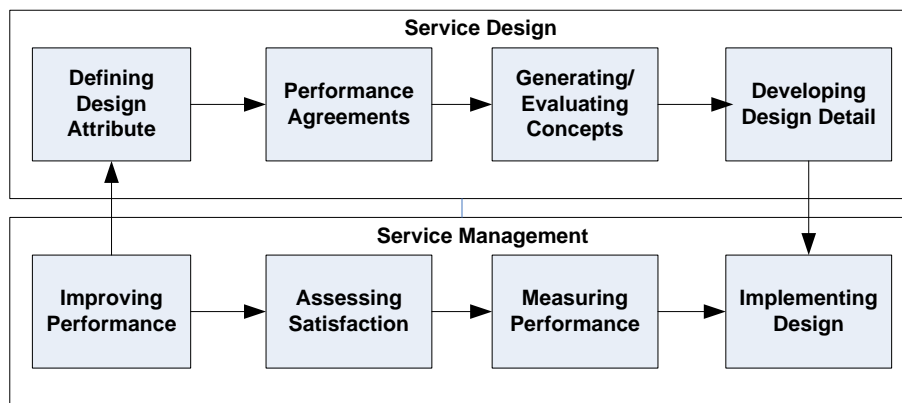 Service Design
Defining
Design
Attribute
Performance
Agreements
Generating/
Evaluating
Concepts
Developing
Design Detail
Service Management
Improving
Performance
Assessing
Satisfaction
Measuring
Performance
Implementing
Design